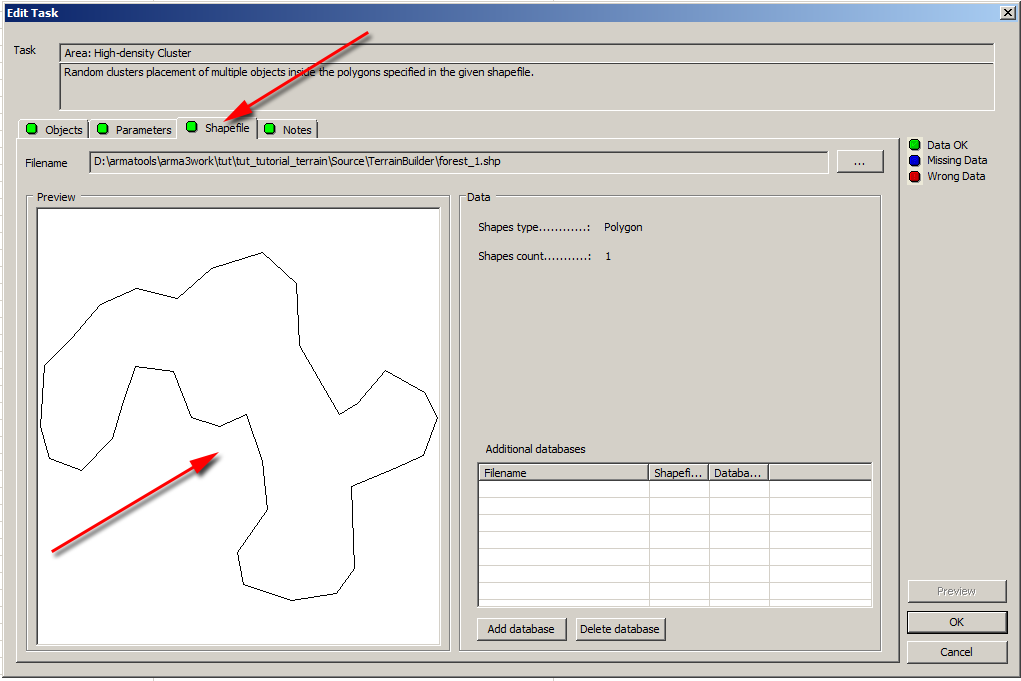 Edit Task
Task
Area: High-density Cluster
Random clusters placement of multiple objects inside the polygons specified in the given shapefile.
Objects Parameters Shapefile Notes
Data OK
Missing Data
Wrong Data
Filename D:\armatools\arma3work\tut\tut_tutorial_terrain\Source\TerrainBuilder\forest_1.shp ...
Preview
Data
Shapes type............: Polygon
Shapes count...........: 1
Additional databases
Filename Shapefi... Databa...
Add database Delete database
Preview
OK
Cancel